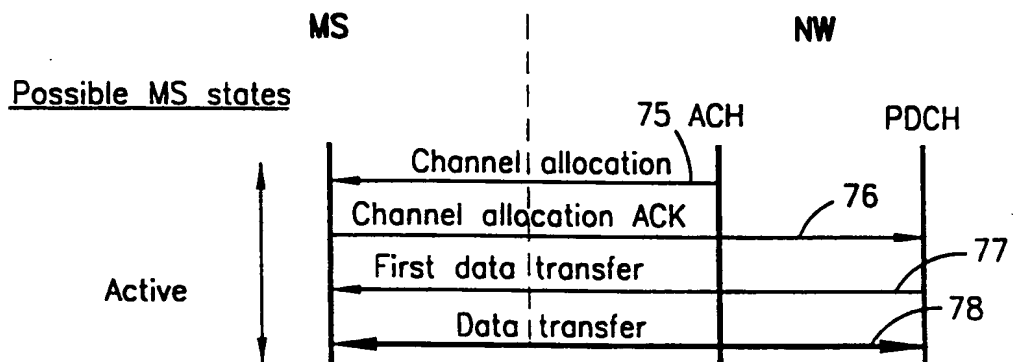 MS NW
Possible MS states
75 ACH PDCH
Channel allocation
Channel allocation ACK 76
First data transfer 77
Active
Data transfer 78